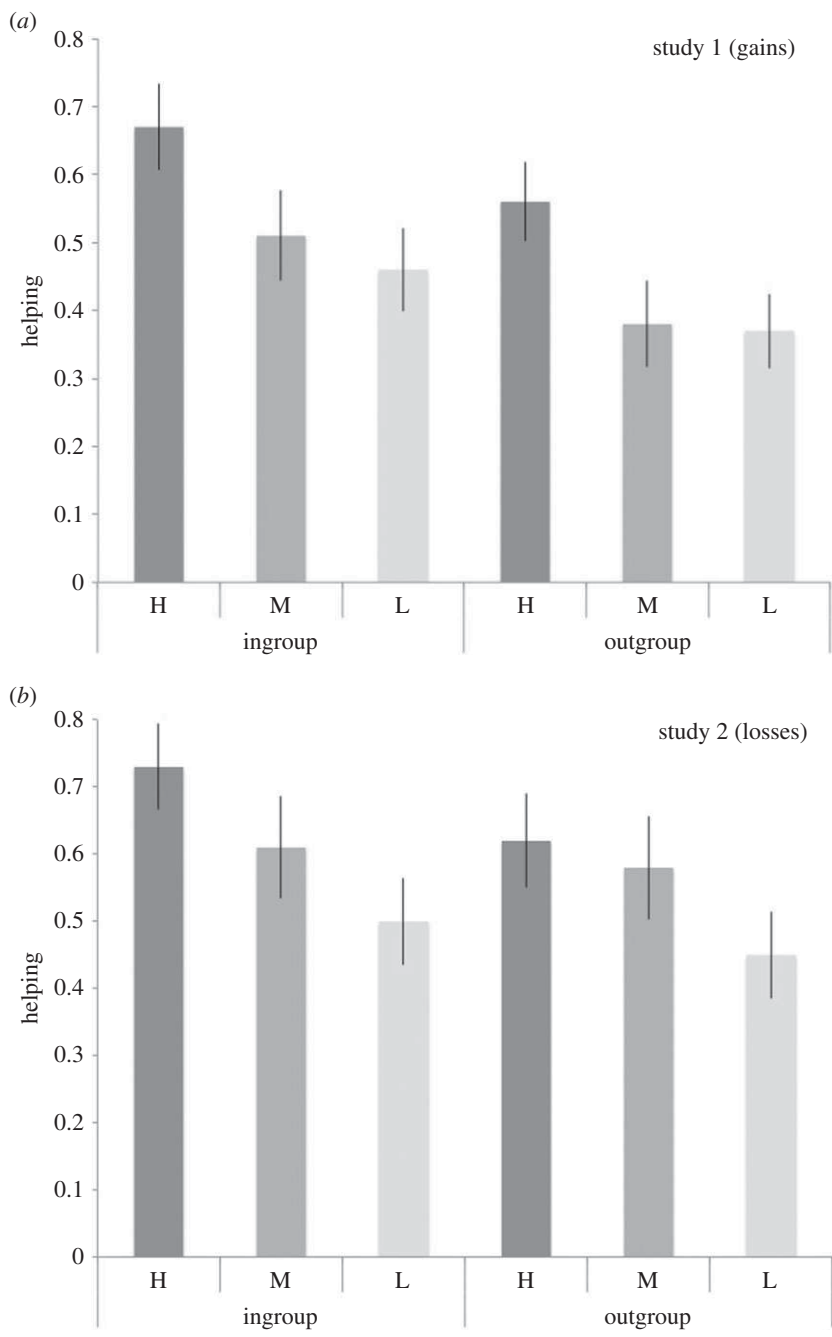 (a)
study 1 (gains)
0.8
0.7
0.6
0.5
0.4
0.3
0.2
0.1
0
helping
H M L H M L
ingroup outgroup
(b)
study 2 (losses)
0.8
0.7
0.6
0.5
0.4
0.3
0.2
0.1
0
helping
H M L H M L
ingroup outgroup